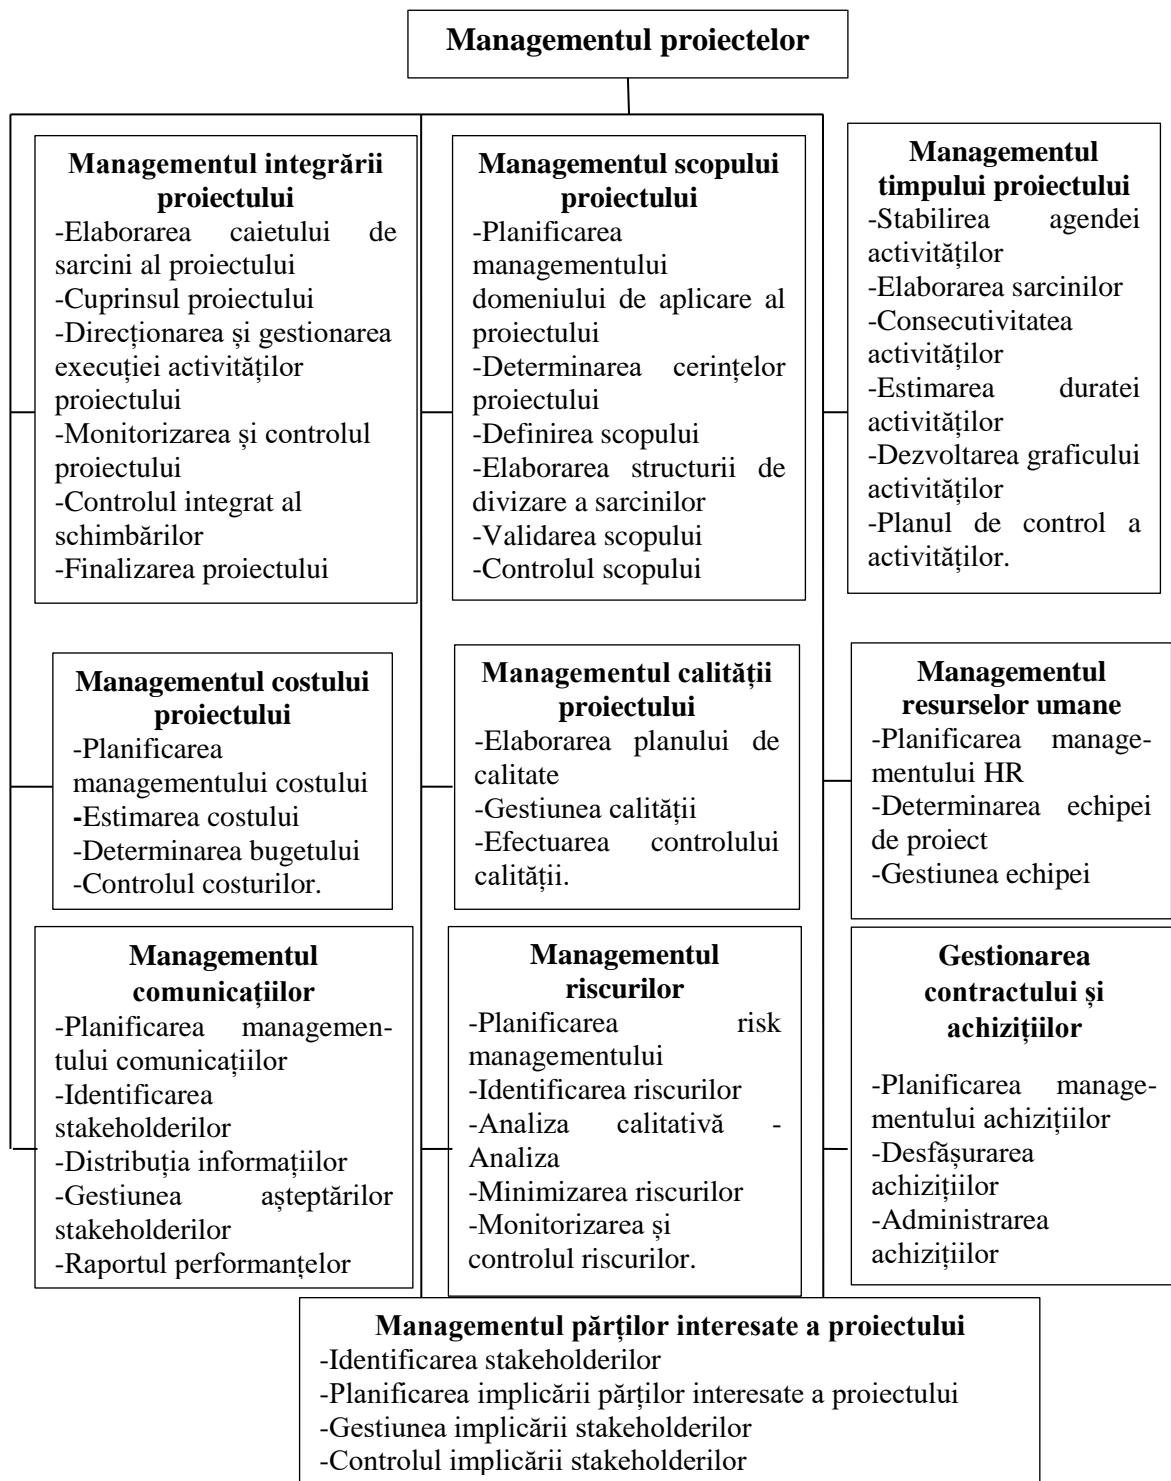 Managementul proiectelor
Managementul integrării
proiectului
-Elaborarea caietului de
sarcini al proiectului
-Cuprinsul proiectului
-Direcționarea și gestionarea
execuției activităților
proiectului
-Monitorizarea și controlul
proiectului
-Controlul integrat al
schimbărilor
-Finalizarea proiectului
Managementul scopului
proiectului
-Planificarea
managementului
domeniului de aplicare al
proiectului
-Determinarea cerințelor
proiectului
-Definirea scopului
-Elaborarea structurii de
divizare a sarcinilor
-Validarea scopului
-Controlul scopului
Managementul
timpului proiectului
-Stabilirea agendei
activităților
-Elaborarea sarcinilor
-Consecutivitatea
activităților
-Estimarea duratei
activităților
-Dezvoltarea graficului
activităților
-Planul de control a
activităților.
Managementul costului
proiectului
-Planificarea
managementului costului
-Estimarea costului
-Determinarea bugetului
-Controlul costurilor.
Managementul calității
proiectului
-Elaborarea planului de
calitate
-Gestiunea calității
-Efectuarea controlului
calității.
Managementul
resurselor umane
-Planificarea manage-
mentului HR
-Determinarea echipei
de proiect
-Gestiunea echipei
Managementul
comunicațiilor
-Planificarea managemen-
tului comunicațiilor
-Identificarea
stakeholderilor
-Distribuția informațiilor
-Gestiunea așteptărilor
stakeholderilor
-Raportul performanțelor
Managementul
riscurilor
-Planificarea risk
managementului
-Identificarea riscurilor
-Analiza calitativă -
Analiza
-Minimizarea riscurilor
-Monitorizarea și
controlul riscurilor.
Gestionarea
contractului și
achizițiilor
-Planificarea manage-
mentului achizițiilor
-Desfășurarea
achizițiilor
-Administrarea
achizițiilor
Managementul părților interesate a proiectului
-Identificarea stakeholderilor
-Planificarea implicării părților interesate a proiectului
-Gestiunea implicării stakeholderilor
-Controlul implicării stakeholderilor